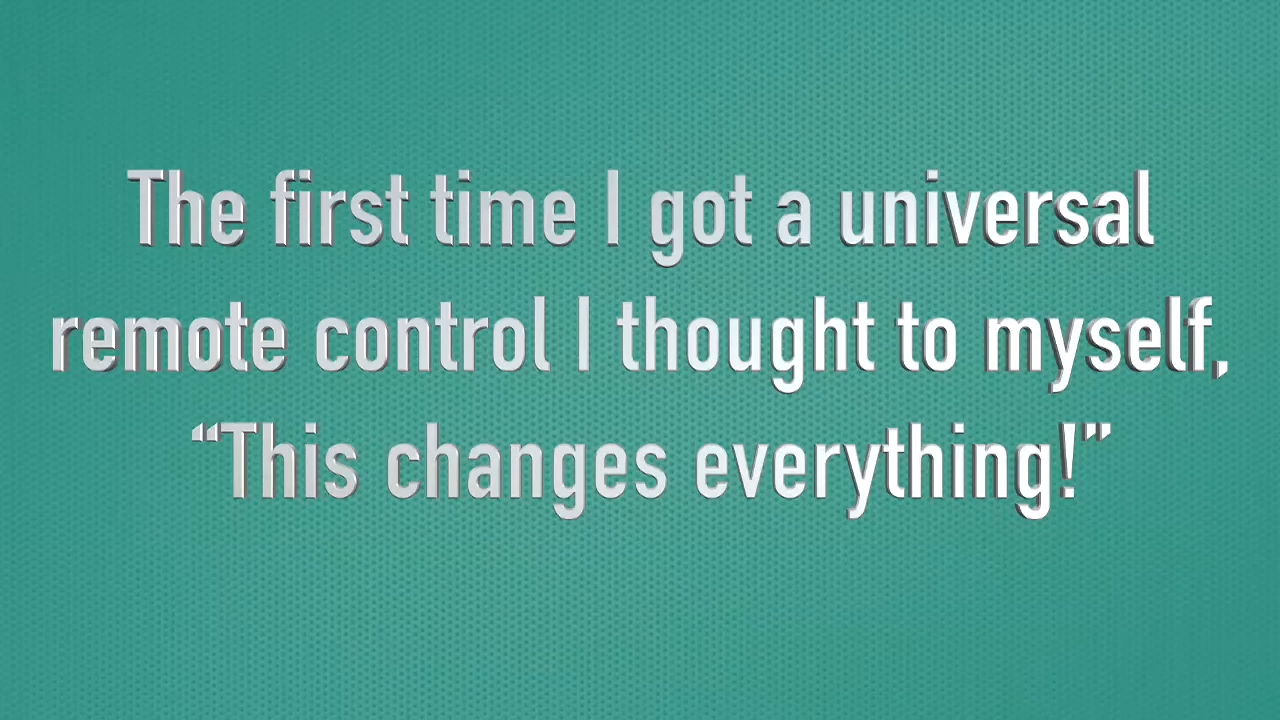 The first time I got a universal
remote control I thought to myself,
“This changes everything!”